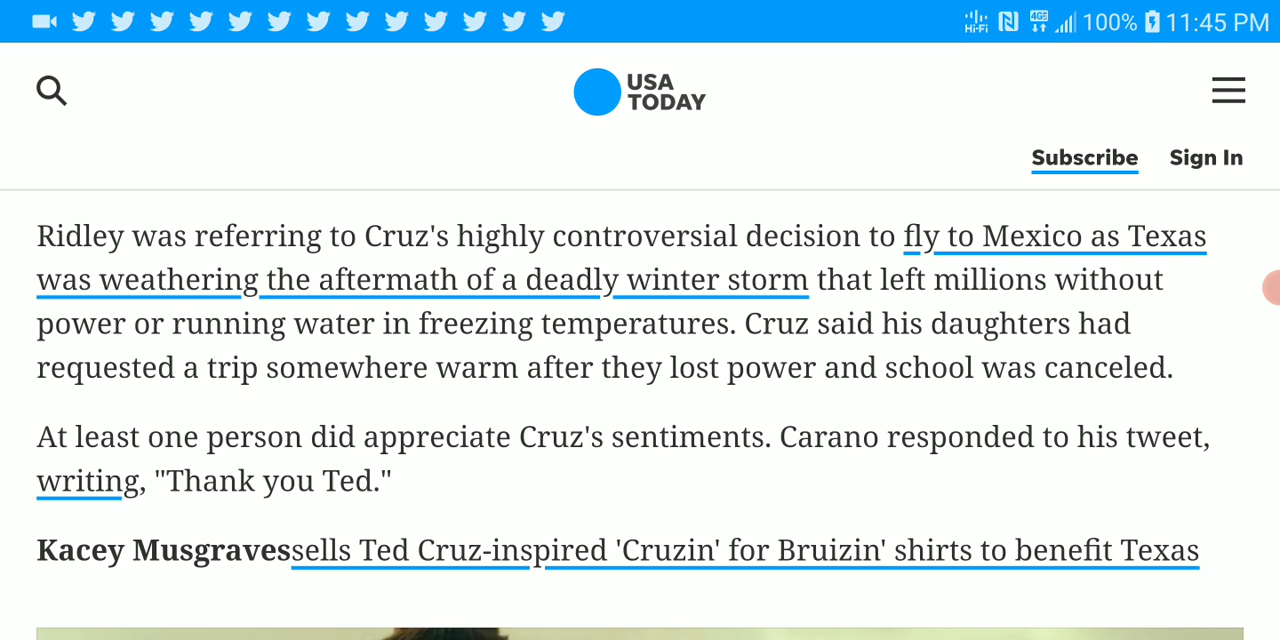 Hi-Fi 4GE 100% 11:45 PM
USA
TODAY
Subscribe Sign In
Ridley was referring to Cruz's highly controversial decision to fly to Mexico as Texas
was weathering the aftermath of a deadly winter storm that left millions without
power or running water in freezing temperatures. Cruz said his daughters had
requested a trip somewhere warm after they lost power and school was canceled.
At least one person did appreciate Cruz's sentiments. Carano responded to his tweet,
writing, "Thank you Ted."
Kacey Musgravessells Ted Cruz-inspired 'Cruzin' for Bruizin' shirts to benefit Texas